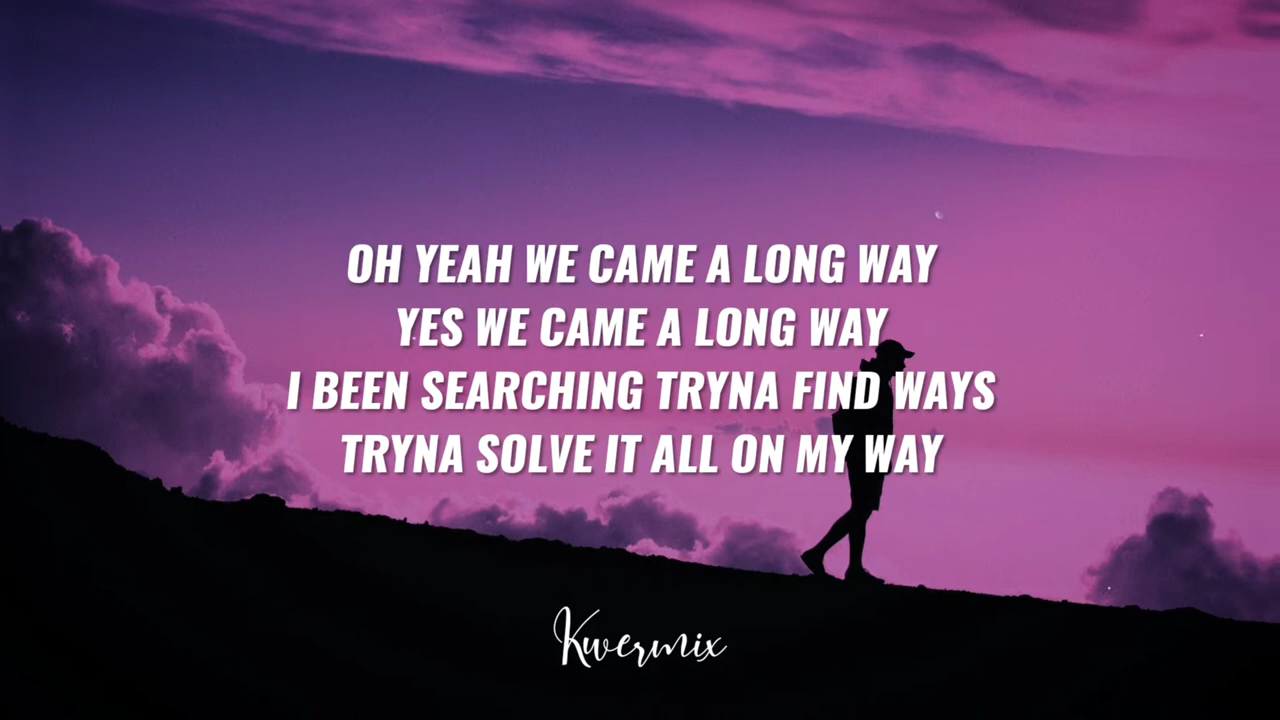 OH YEAH WE CAME A LONG WAY
YES WE CAME A LONG WAY
I BEEN SEARCHING TRYNA FIND WAYS
TRYNA SOLVE IT ALL ON MY WAY
Kwermix